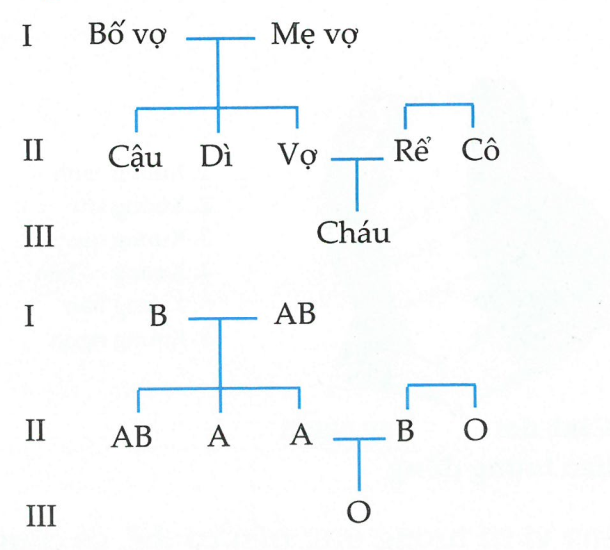 I Bố vợ Mẹ vợ
II Cậu Dì Vợ Rể Cô
III Cháu
I B AB
II AB A A B O
III O